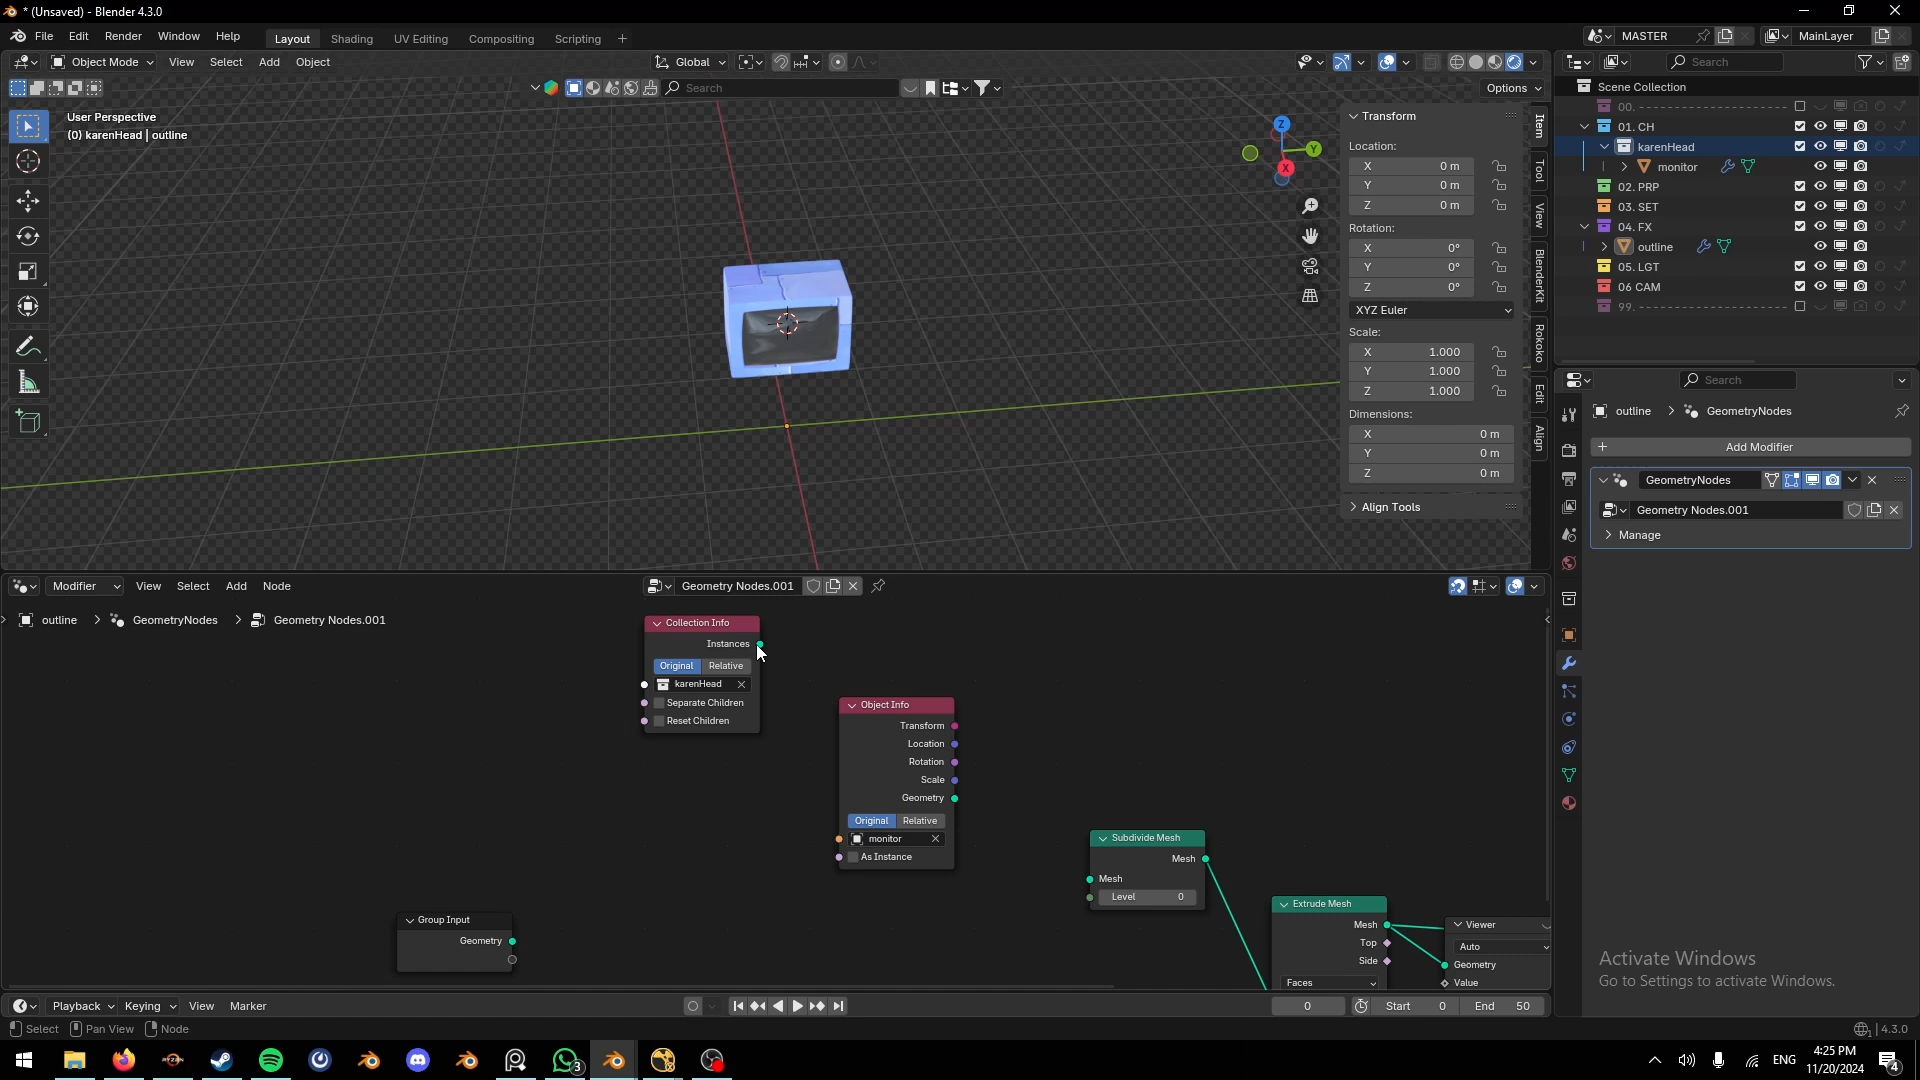 * (Unsaved) - Blender 4.3.0
File Edit Render Window Help Layout Shading UV Editing Compositing Scripting + MASTER MainLayer
Object Mode View Select Add Object Global Search
Search Options
User Perspective
(0) karenHead | outline
Z
Y
X
Transform
Location:
X 0 m
Y 0 m
Z 0 m
Rotation:
X 0°
Y 0°
Z 0°
XYZ Euler
Scale:
X 1.000
Y 1.000
Z 1.000
Dimensions:
X 0 m
Y 0 m
Z 0 m
Align Tools
Item
Tool
View
BlenderKit
Rokoko
Edit
Align
Scene Collection
00. --------------------------
01. CH
karenHead
monitor
02. PRP
03. SET
04. FX
outline
05. LGT
06 CAM
99. --------------------------
Search
outline > GeometryNodes
+ Add Modifier
GeometryNodes
Geometry Nodes.001
Manage
Modifier View Select Add Node Geometry Nodes.001
outline > GeometryNodes > Geometry Nodes.001
Collection Info
Instances
Original Relative
karenHead
Separate Children
Reset Children
Object Info
Transform
Location
Rotation
Scale
Geometry
Original Relative
monitor
As Instance
Subdivide Mesh
Mesh
Mesh
Level 0
Group Input
Geometry
Extrude Mesh
Mesh
Top
Side
Faces
Viewer
Auto
Geometry
Value
Activate Windows
Go to Settings to activate Windows.
Playback Keying View Marker 0 Start 0 End 50
Select Pan View Node 4.3.0
3 ENG 4:25 PM
11/20/2024 4